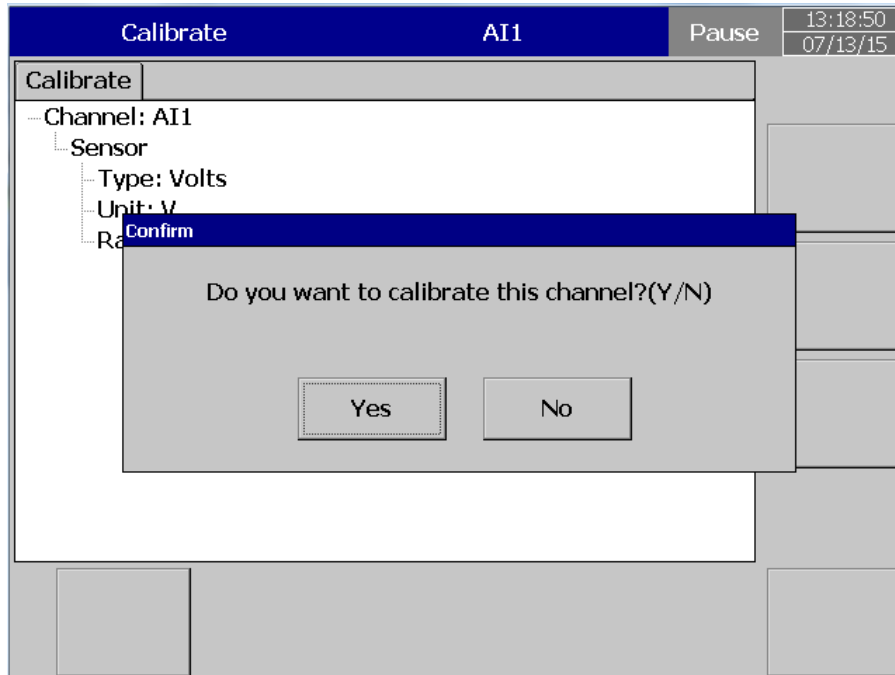 Calibrate AI1 Pause 13:18:50
07/13/15
Calibrate
Channel: AI1
Sensor
Type: Volts
Unit: V
Confirm
Do you want to calibrate this channel?(Y/N)
Yes No